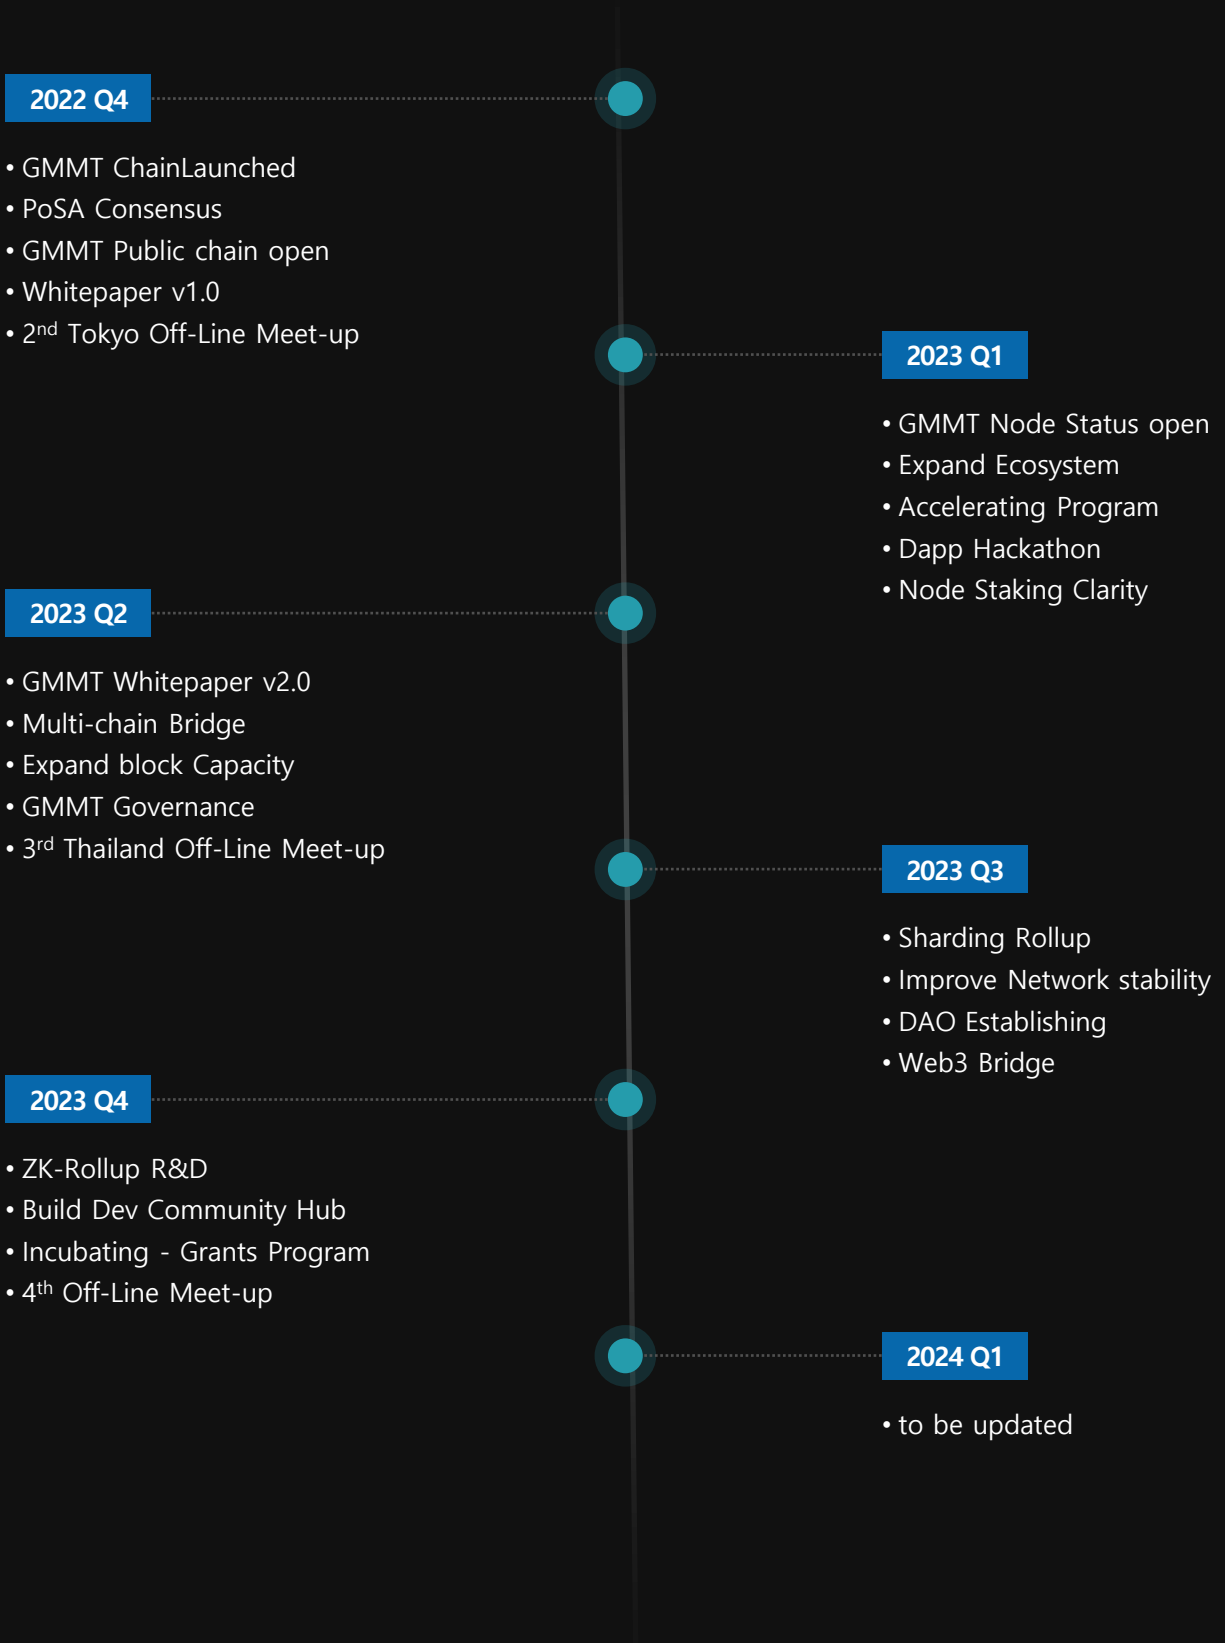 2022 Q4
• GMMT ChainLaunched
• PoSA Consensus
• GMMT Public chain open
• Whitepaper v1.0
• 2nd Tokyo Off-Line Meet-up
2023 Q1
• GMMT Node Status open
• Expand Ecosystem
• Accelerating Program
• Dapp Hackathon
• Node Staking Clarity
2023 Q2
• GMMT Whitepaper v2.0
• Multi-chain Bridge
• Expand block Capacity
• GMMT Governance
• 3rd Thailand Off-Line Meet-up
2023 Q3
• Sharding Rollup
• Improve Network stability
• DAO Establishing
• Web3 Bridge
2023 Q4
• ZK-Rollup R&D
• Build Dev Community Hub
• Incubating - Grants Program
• 4th Off-Line Meet-up
2024 Q1
• to be updated